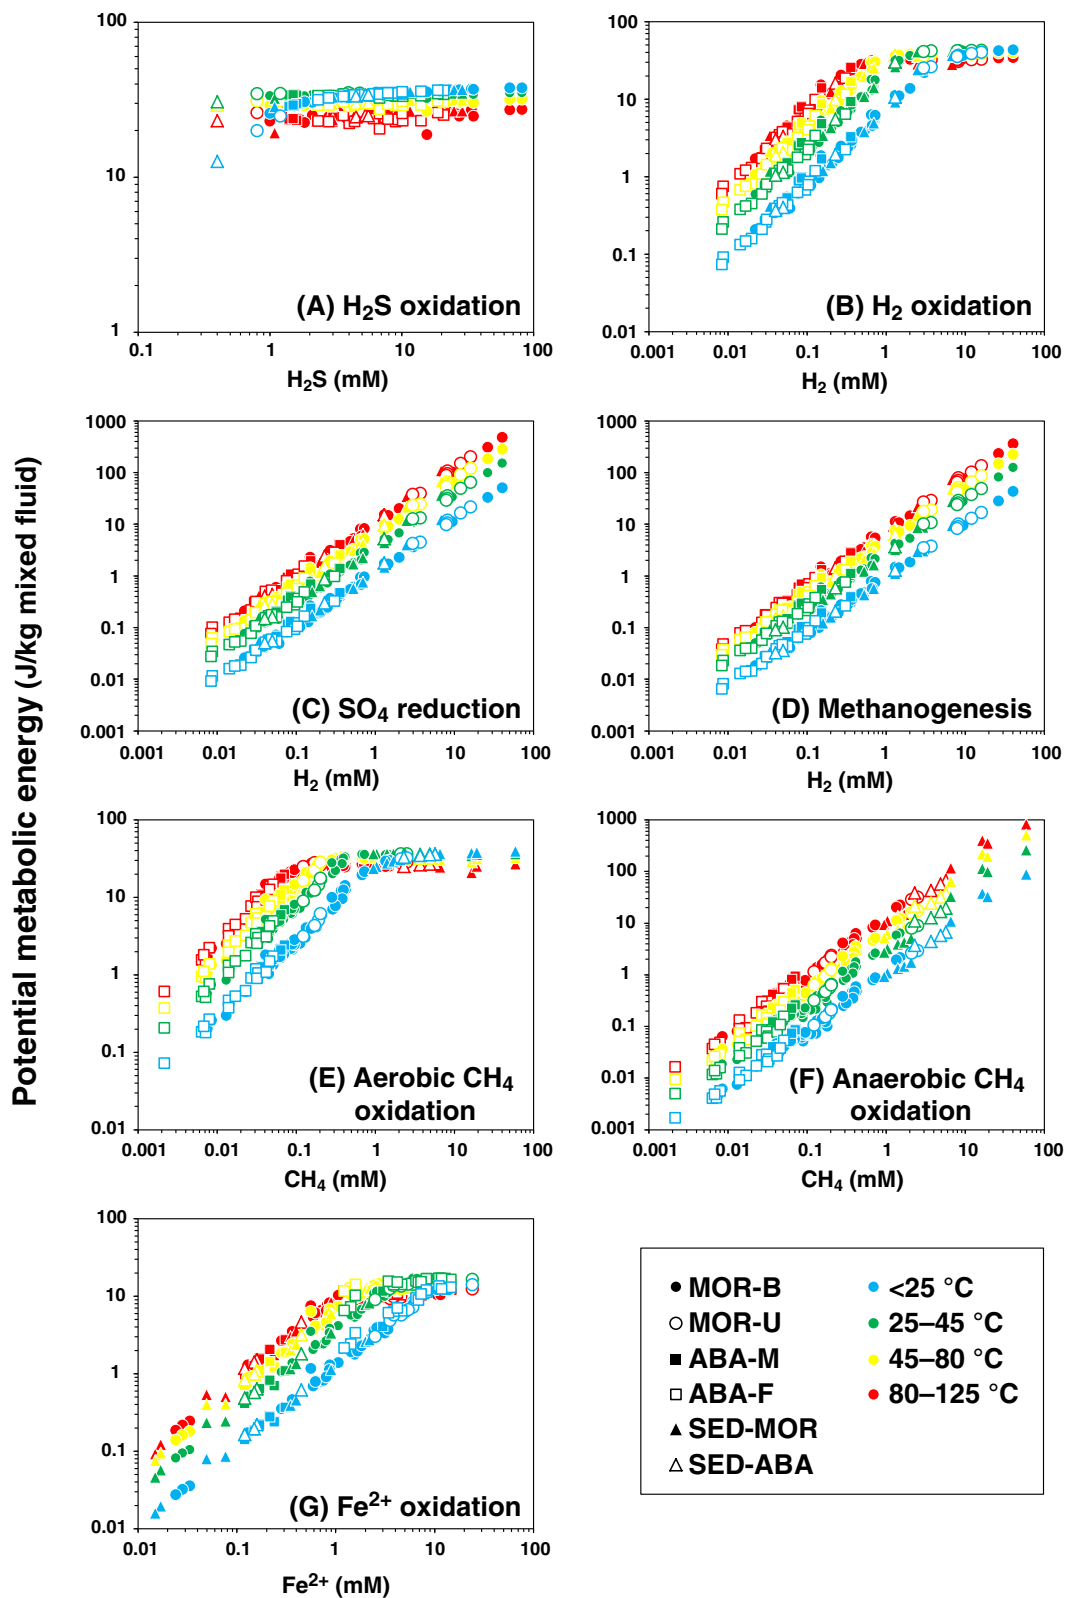 Potential metabolic energy (J/kg mixed fluid)
100
10
1
0.1 1 10 100
(A) H₂S oxidation
H₂S (mM)
100
10
1
0.1
0.01
0.001 0.01 0.1 1 10 100
(B) H₂ oxidation
H₂ (mM)
1000
100
10
1
0.1
0.01
0.001
0.001 0.01 0.1 1 10 100
(C) SO₄ reduction
H₂ (mM)
1000
100
10
1
0.1
0.01
0.001
0.001 0.01 0.1 1 10 100
(D) Methanogenesis
H₂ (mM)
100
10
1
0.1
0.01
0.001 0.01 0.1 1 10 100
(E) Aerobic CH₄
oxidation
CH₄ (mM)
1000
100
10
1
0.1
0.01
0.001
0.001 0.01 0.1 1 10 100
(F) Anaerobic CH₄
oxidation
CH₄ (mM)
100
10
1
0.1
0.01
0.01 0.1 1 10 100
(G) Fe²⁺ oxidation
Fe²⁺ (mM)
MOR-B <25 °C
MOR-U 25–45 °C
ABA-M 45–80 °C
ABA-F 80–125 °C
SED-MOR
SED-ABA